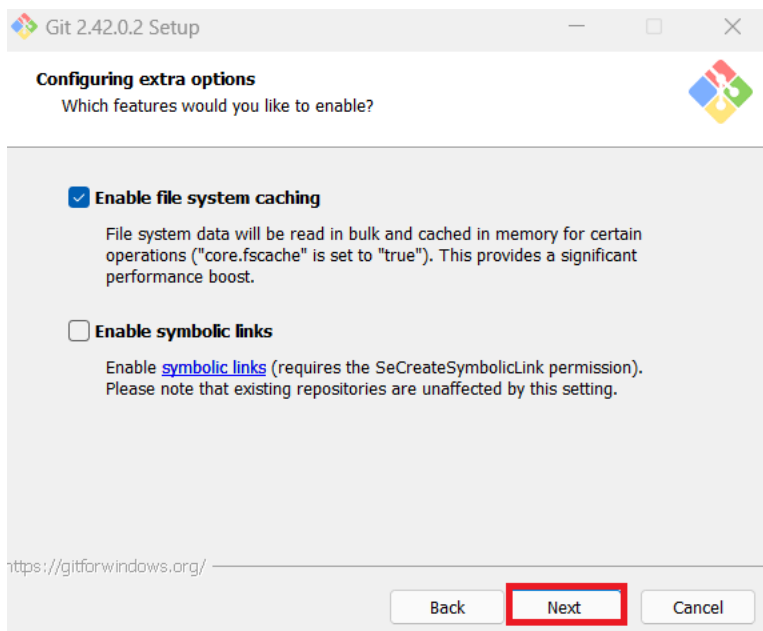 Git 2.42.0.2 Setup
Configuring extra options
Which features would you like to enable?
Enable file system caching
File system data will be read in bulk and cached in memory for certain
operations ("core.fscache" is set to "true"). This provides a significant
performance boost.
Enable symbolic links
Enable symbolic links (requires the SeCreateSymbolicLink permission).
Please note that existing repositories are unaffected by this setting.
https://gitforwindows.org/
Back Next Cancel